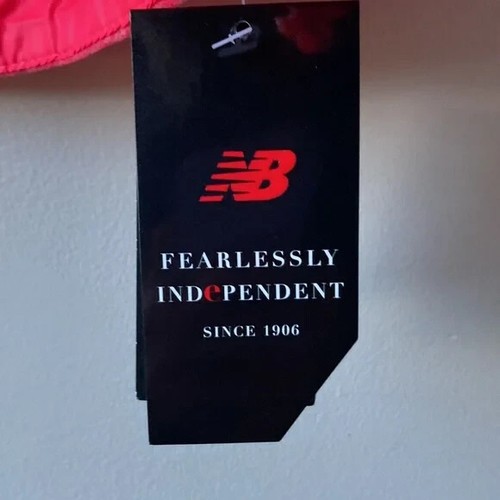 NB
FEARLESSLY
INDePENDENT
SINCE 1906